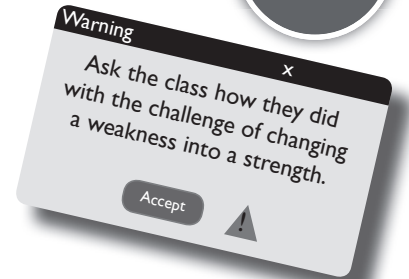 Warning
x
Ask the class how they did
with the challenge of changing
a weakness into a strength.
Accept
!